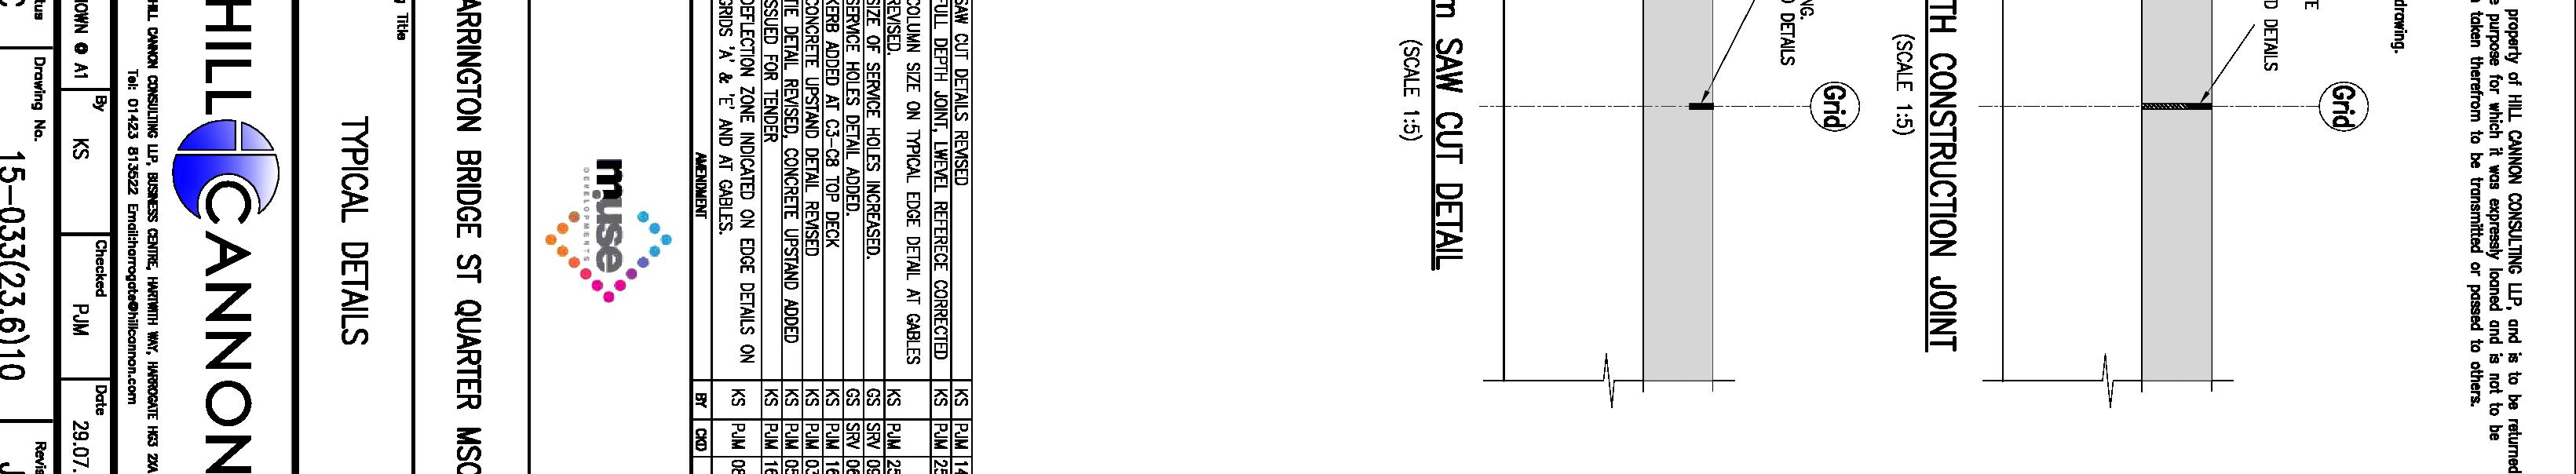 property of HILL CANNON CONSULTING LLP, and is to be returned
purpose for which it was expressly loaned and is not to be
taken therefrom to be transmitted or passed to others.
drawing.
Grid
D DETAILS
TH CONSTRUCTION JOINT
(SCALE 1:5)
Grid
NG.
D DETAILS
m SAW CUT DETAIL
(SCALE 1:5)
SAW CUT DETAILS REVISED KS PJM 14
FULL DEPTH JOINT, LWEVEL REFERECE CORRECTED KS PJM 25
COLUMN SIZE ON TYPICAL EDGE DETAIL AT GABLES
REVISED. KS PJM 25
SIZE OF SERVICE HOLES INCREASED. GS SRV 09
SERVICE HOLES DETAIL ADDED. GS SRV 06
KERB ADDED AT C3-C8 TOP DECK KS PJM 16
CONCRETE UPSTAND DETAIL REVISED KS PJM 03
TIE DETAIL REVISED, CONCRETE UPSTAND ADDED KS PJM 05
ISSUED FOR TENDER KS PJM 16
DEFLECTION ZONE INDICATED ON EDGE DETAILS ON
GRIDS 'A' & 'E' AND AT GABLES. KS PJM 08
AMENDMENT BY CKD
muse
DEVELOPMENTS
ARRINGTON BRIDGE ST QUARTER MSC
Title
TYPICAL DETAILS
HILL CANNON
HILL CANNON CONSULTING LLP, BUSINESS CENTRE, HARTWITH WAY, HARROGATE HG3 2XA
Tel: 01423 813522 Email:harrogate@hillcannon.com
OWN @ A1 By KS Checked PJM Date 29.07.
tus Drawing No. 15-033(23.6)10 Revis